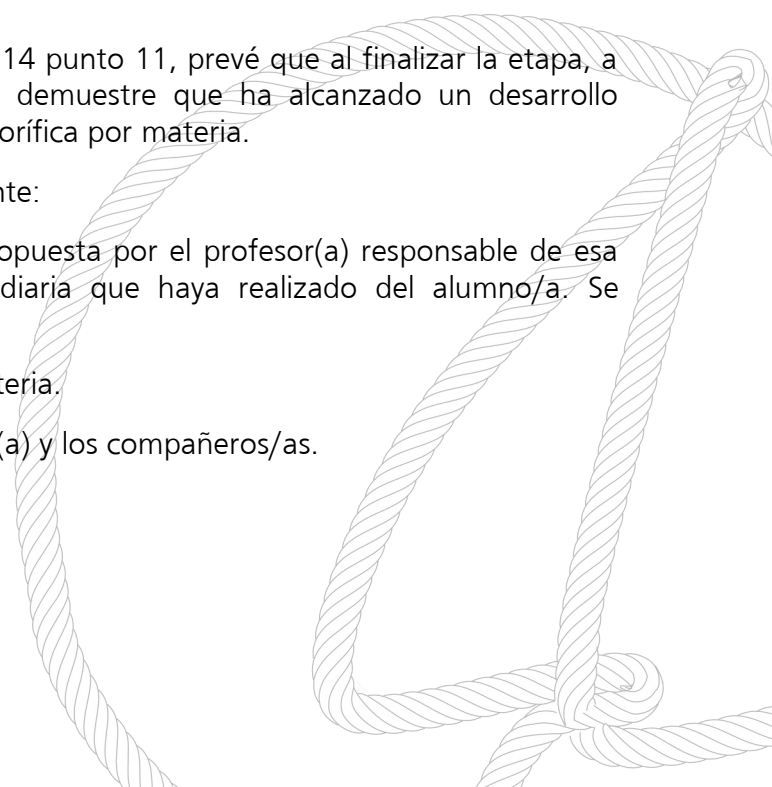 14 punto 11, prevé que al finalizar la etapa, a
demuestre que ha alcanzado un desarrollo
orífica por materia.
nte:
opuesta por el profesor(a) responsable de esa
diaria que haya realizado del alumno/a. Se
teria.
(a) y los compañeros/as.